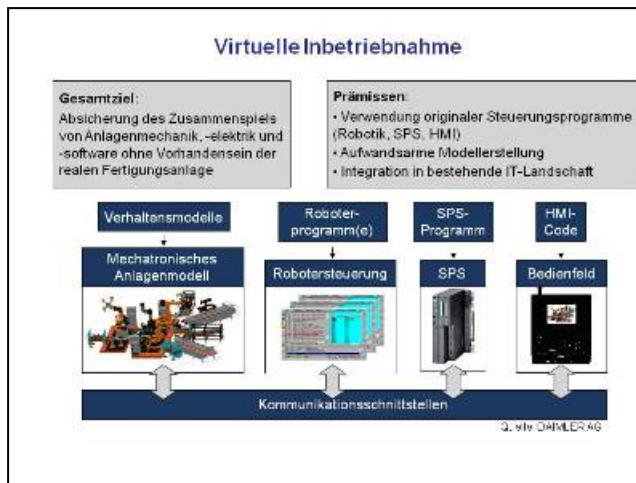 Virtuelle Inbetriebnahme
Gesamtziel:
Absicherung des Zusammenspiels
von Anlagenmechanik, -elektrik und
-software ohne Vorhandensein der
realen Fertigungsanlage
Prämissen:
• Verwendung originaler Steuerungsprogramme
(Robotik, SPS, HMI)
• Aufwandsarme Modellerstellung
• Integration in bestehende IT-Landschaft
Verhaltensmodelle
Roboter-
programm(e)
SPS-
Programm
HMI-
Code
Mechatronisches
Anlagenmodell
Robotersteuerung
SPS
Bedienfeld
Kommunikationsschnittstellen
Quelle DAIMLER AG